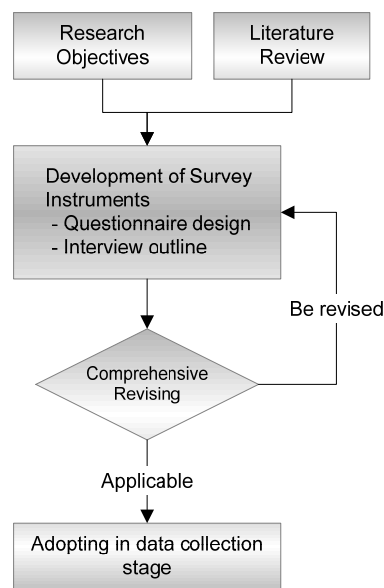 Research
Objectives
Literature
Review
Development of Survey
Instruments
- Questionnaire design
- Interview outline
Be revised
Comprehensive
Revising
Applicable
Adopting in data collection
stage